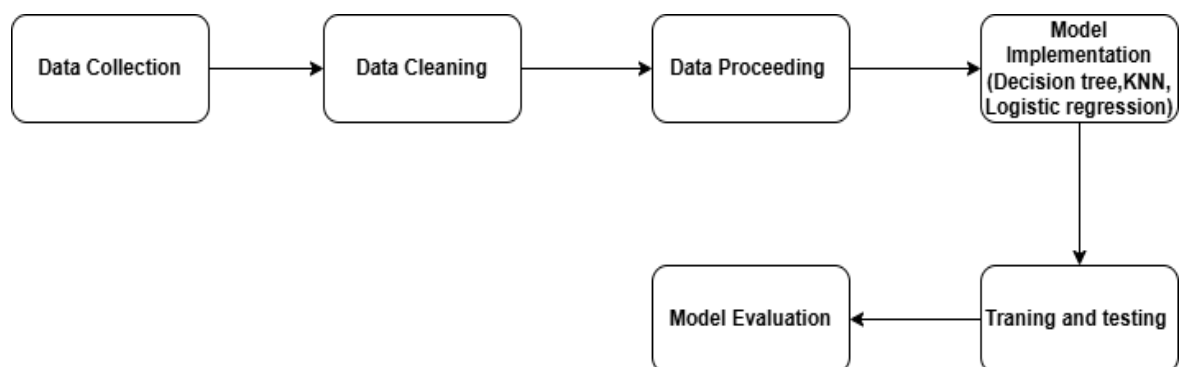 Data Collection
Data Cleaning
Data Proceeding
Model
Implementation
(Decision tree,KNN,
Logistic regression)
Model Evaluation
Traning and testing